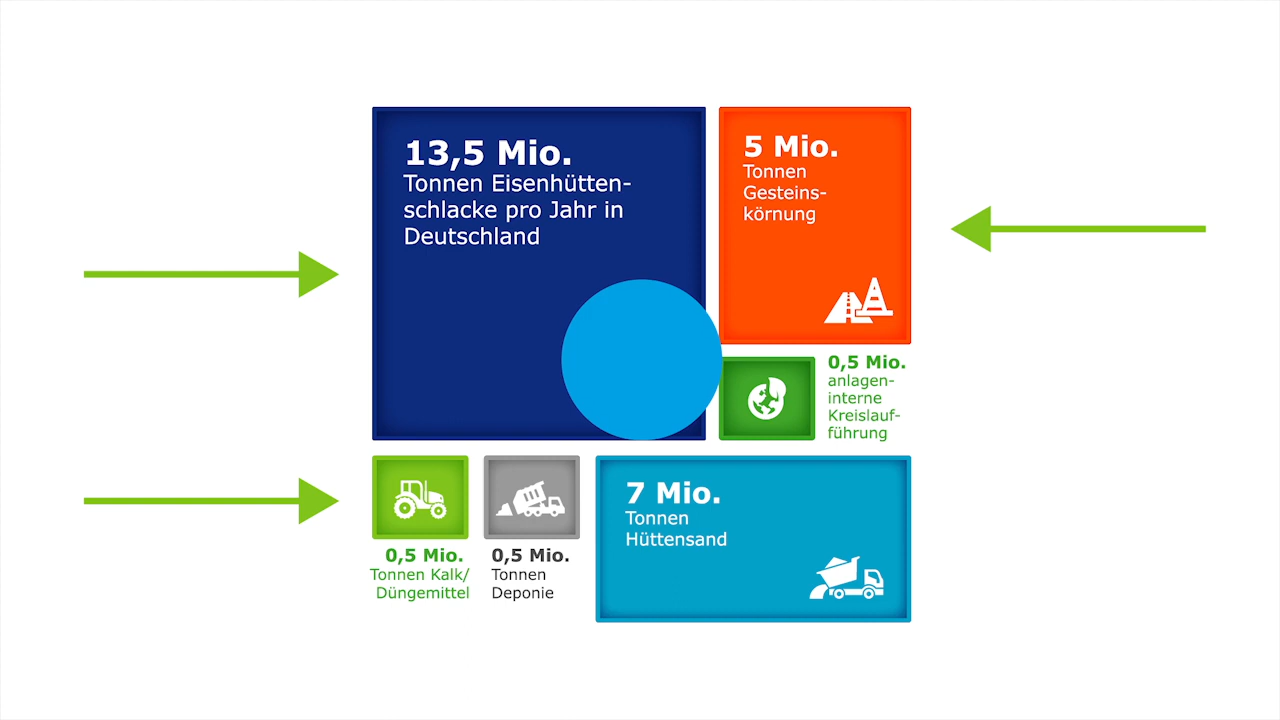 13,5 Mio.
Tonnen Eisenhütten-
schlacke pro Jahr in
Deutschland
5 Mio.
Tonnen
Gesteins-
körnung
0,5 Mio.
anlagen-
interne
Kreislauf-
führung
0,5 Mio.
Tonnen Kalk/
Düngemittel
0,5 Mio.
Tonnen
Deponie
7 Mio.
Tonnen
Hüttensand